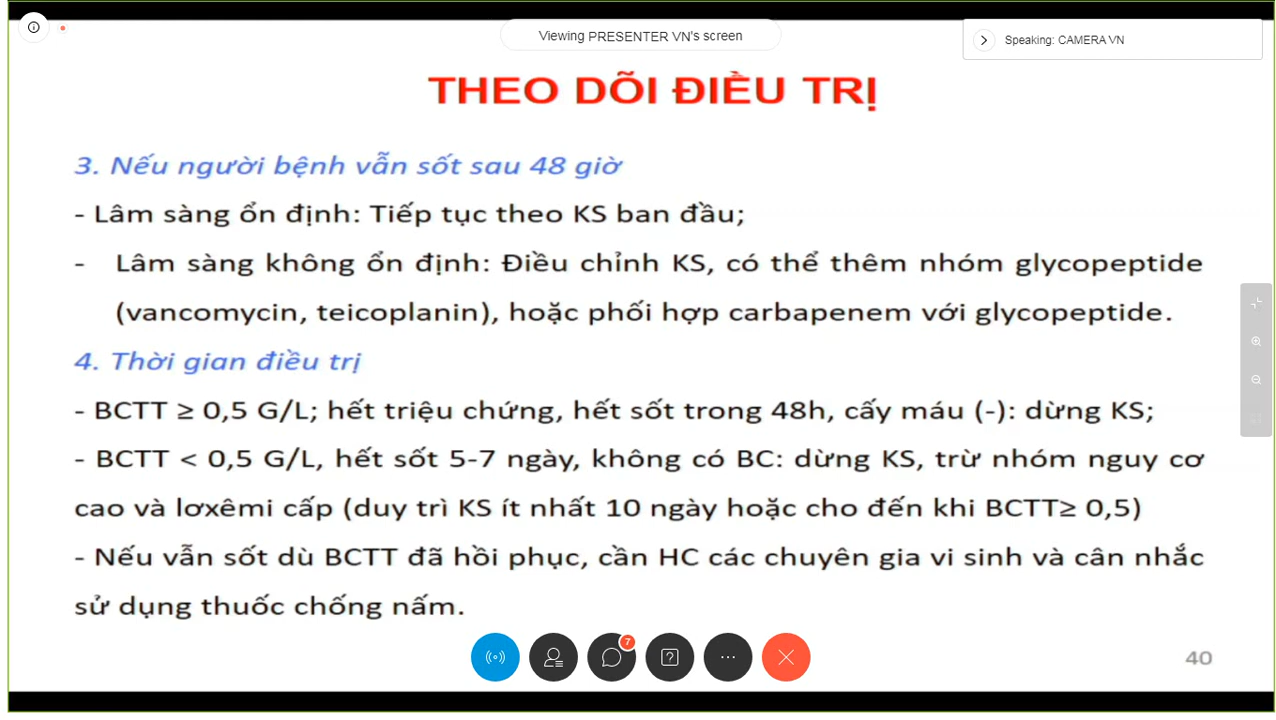 Viewing PRESENTER VN's screen
Speaking: CAMERA VN
THEO DÕI ĐIỀU TRỊ
3. Nếu người bệnh vẫn sốt sau 48 giờ
- Lâm sàng ổn định: Tiếp tục theo KS ban đầu;
- Lâm sàng không ổn định: Điều chỉnh KS, có thể thêm nhóm glycopeptide
(vancomycin, teicoplanin), hoặc phối hợp carbapenem với glycopeptide.
4. Thời gian điều trị
- BCTT ≥ 0,5 G/L; hết triệu chứng, hết sốt trong 48h, cấy máu (-): dừng KS;
- BCTT < 0,5 G/L, hết sốt 5-7 ngày, không có BC: dừng KS, trừ nhóm nguy cơ
cao và lơxêmi cấp (duy trì KS ít nhất 10 ngày hoặc cho đến khi BCTT≥ 0,5)
- Nếu vẫn sốt dù BCTT đã hồi phục, cần HC các chuyên gia vi sinh và cân nhắc
sử dụng thuốc chống nấm.
7
40